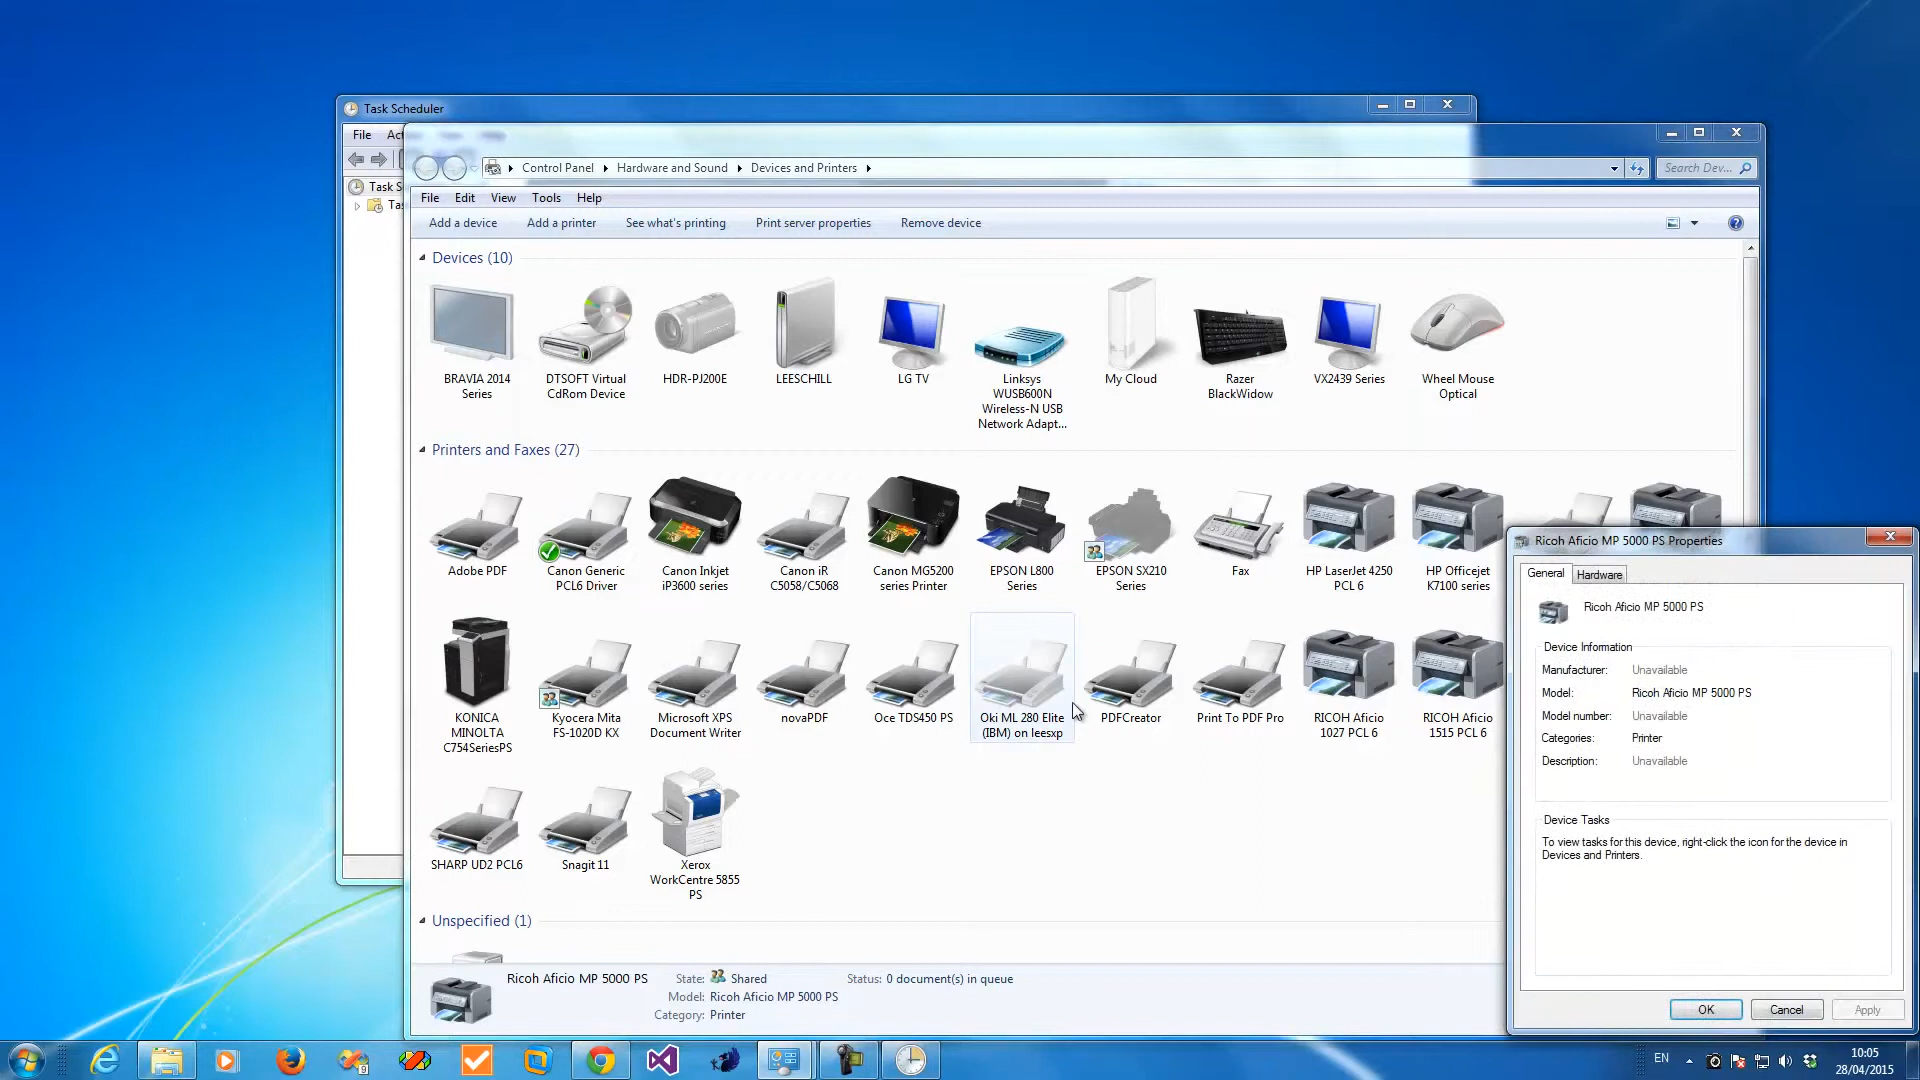 Task Scheduler
File
Control Panel
Hardware and Sound
Devices and Printers
Search Dev...
File Edit View Tools Help
Add a device Add a printer See what's printing Print server properties Remove device
Devices (10)
BRAVIA 2014
Series
DTSOFT Virtual
CdRom Device
HDR-PJ200E
LEESCHILL
LG TV
Linksys
WUSB600N
Wireless-N USB
Network Adapt...
My Cloud
Razer
BlackWidow
VX2439 Series
Wheel Mouse
Optical
Printers and Faxes (27)
Adobe PDF
Canon Generic
PCL6 Driver
Canon Inkjet
iP3600 series
Canon iR
C5058/C5068
Canon MG5200
series Printer
EPSON L800
Series
EPSON SX210
Series
Fax
HP LaserJet 4250
PCL 6
HP Officejet
K7100 series
KONICA
MINOLTA
C754SeriesPS
Kyocera Mita
FS-1020D KX
Microsoft XPS
Document Writer
novaPDF
Oce TDS450 PS
Oki ML 280 Elite
(IBM) on leesxp
PDFCreator
Print To PDF Pro
RICOH Aficio
1027 PCL 6
RICOH Aficio
1515 PCL 6
SHARP UD2 PCL6
Snagit 11
Xerox
WorkCentre 5855
PS
Unspecified (1)
Ricoh Aficio MP 5000 PS
State: Shared
Status: 0 document(s) in queue
Model: Ricoh Aficio MP 5000 PS
Category: Printer
Ricoh Aficio MP 5000 PS Properties
General Hardware
Ricoh Aficio MP 5000 PS
Device Information
Manufacturer: Unavailable
Model: Ricoh Aficio MP 5000 PS
Model number: Unavailable
Categories: Printer
Description: Unavailable
Device Tasks
To view tasks for this device, right-click the icon for the device in
Devices and Printers.
OK Cancel Apply
EN
10:05
28/04/2015